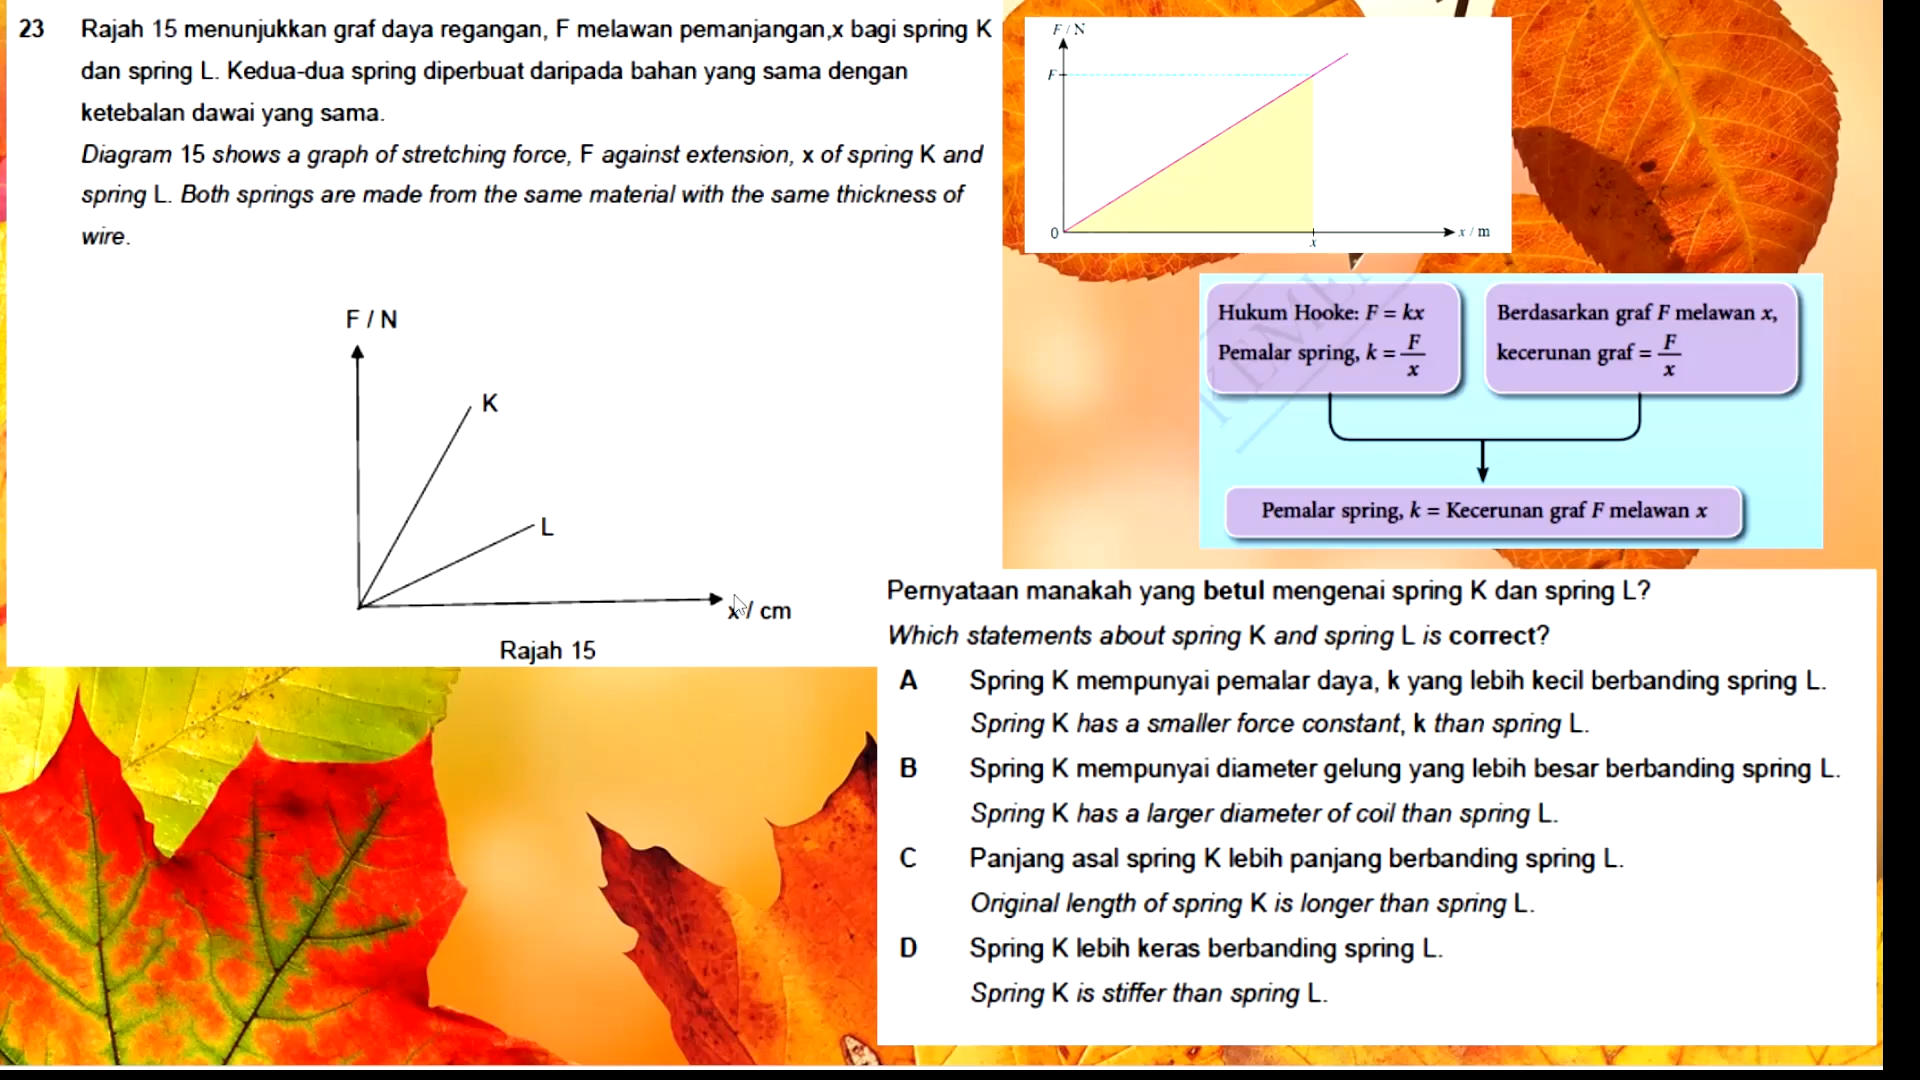 23 Rajah 15 menunjukkan graf daya regangan, F melawan pemanjangan,x bagi spring K
dan spring L. Kedua-dua spring diperbuat daripada bahan yang sama dengan
ketebalan dawai yang sama.
Diagram 15 shows a graph of stretching force, F against extension, x of spring K and
spring L. Both springs are made from the same material with the same thickness of
wire.
F / N
K
L
x / cm
Rajah 15
F / N
F
0
x
x / m
Hukum Hooke: F = kx
Pemalar spring, k = F/x
Berdasarkan graf F melawan x,
kecerunan graf = F/x
Pemalar spring, k = Kecerunan graf F melawan x
Pernyataan manakah yang betul mengenai spring K dan spring L?
Which statements about spring K and spring L is correct?
A Spring K mempunyai pemalar daya, k yang lebih kecil berbanding spring L.
Spring K has a smaller force constant, k than spring L.
B Spring K mempunyai diameter gelung yang lebih besar berbanding spring L.
Spring K has a larger diameter of coil than spring L.
C Panjang asal spring K lebih panjang berbanding spring L.
Original length of spring K is longer than spring L.
D Spring K lebih keras berbanding spring L.
Spring K is stiffer than spring L.